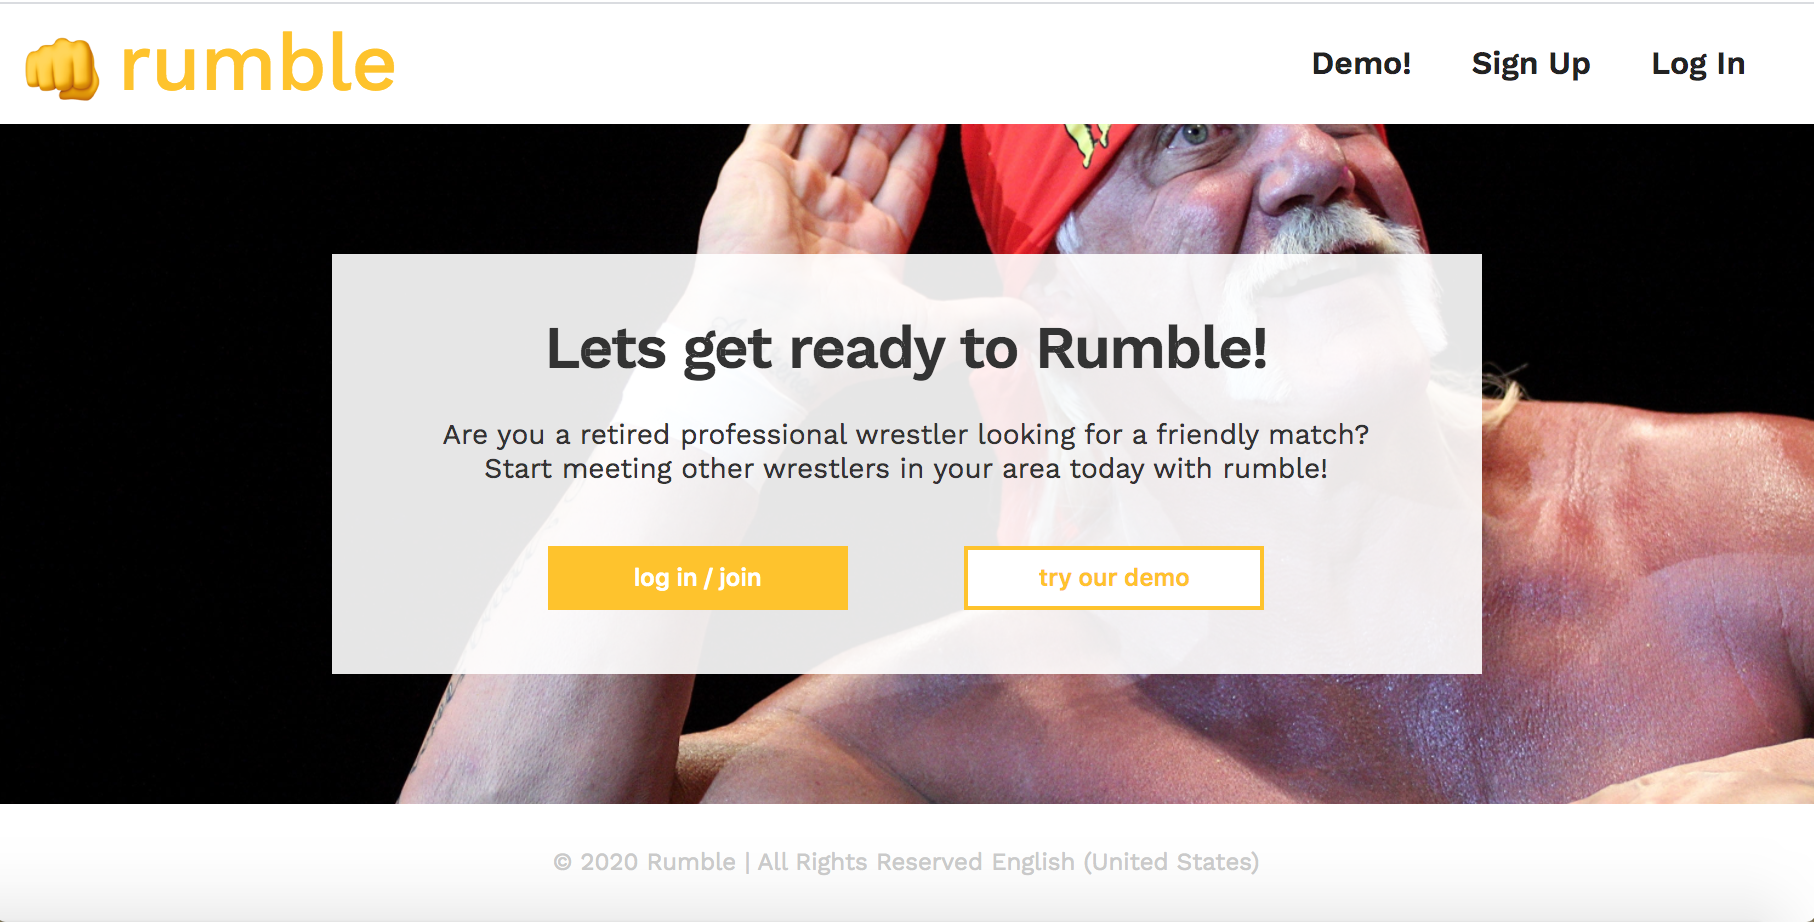 rumble
Demo! Sign Up Log In
Lets get ready to Rumble!
Are you a retired professional wrestler looking for a friendly match?
Start meeting other wrestlers in your area today with rumble!
log in / join
try our demo
© 2020 Rumble | All Rights Reserved English (United States)